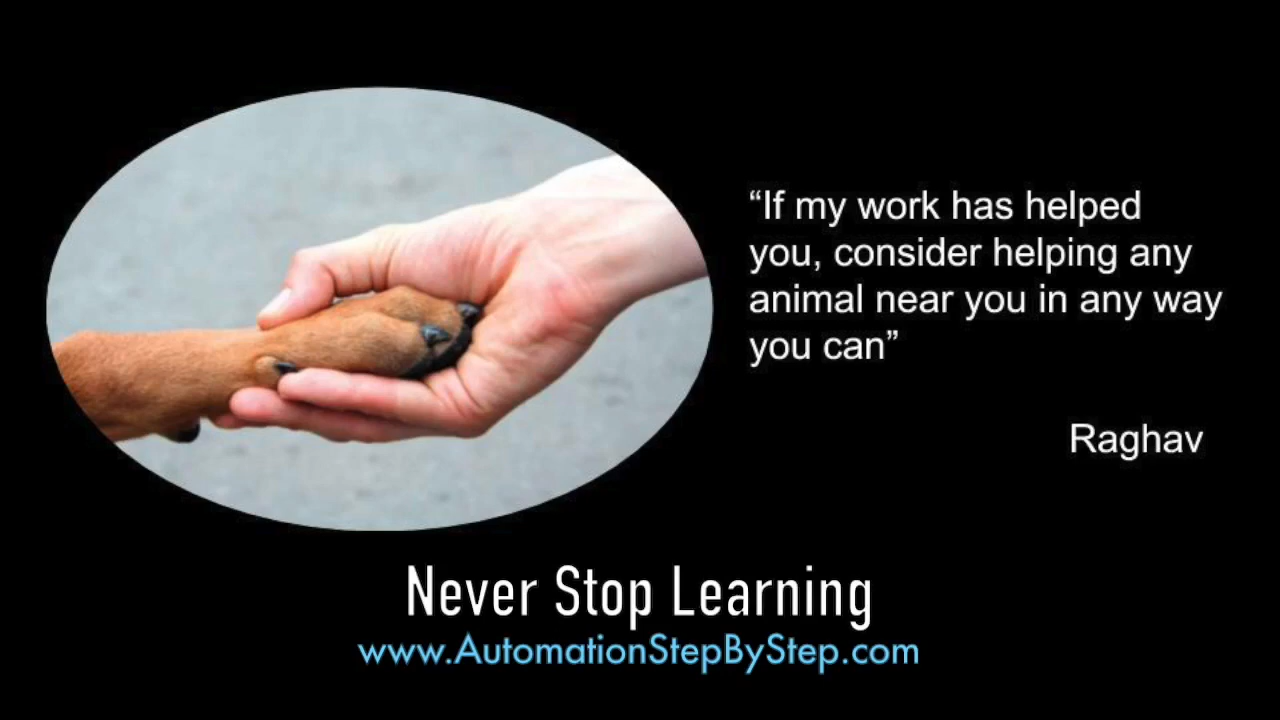 “If my work has helped
you, consider helping any
animal near you in any way
you can”
Raghav
Never Stop Learning
www.AutomationStepByStep.com